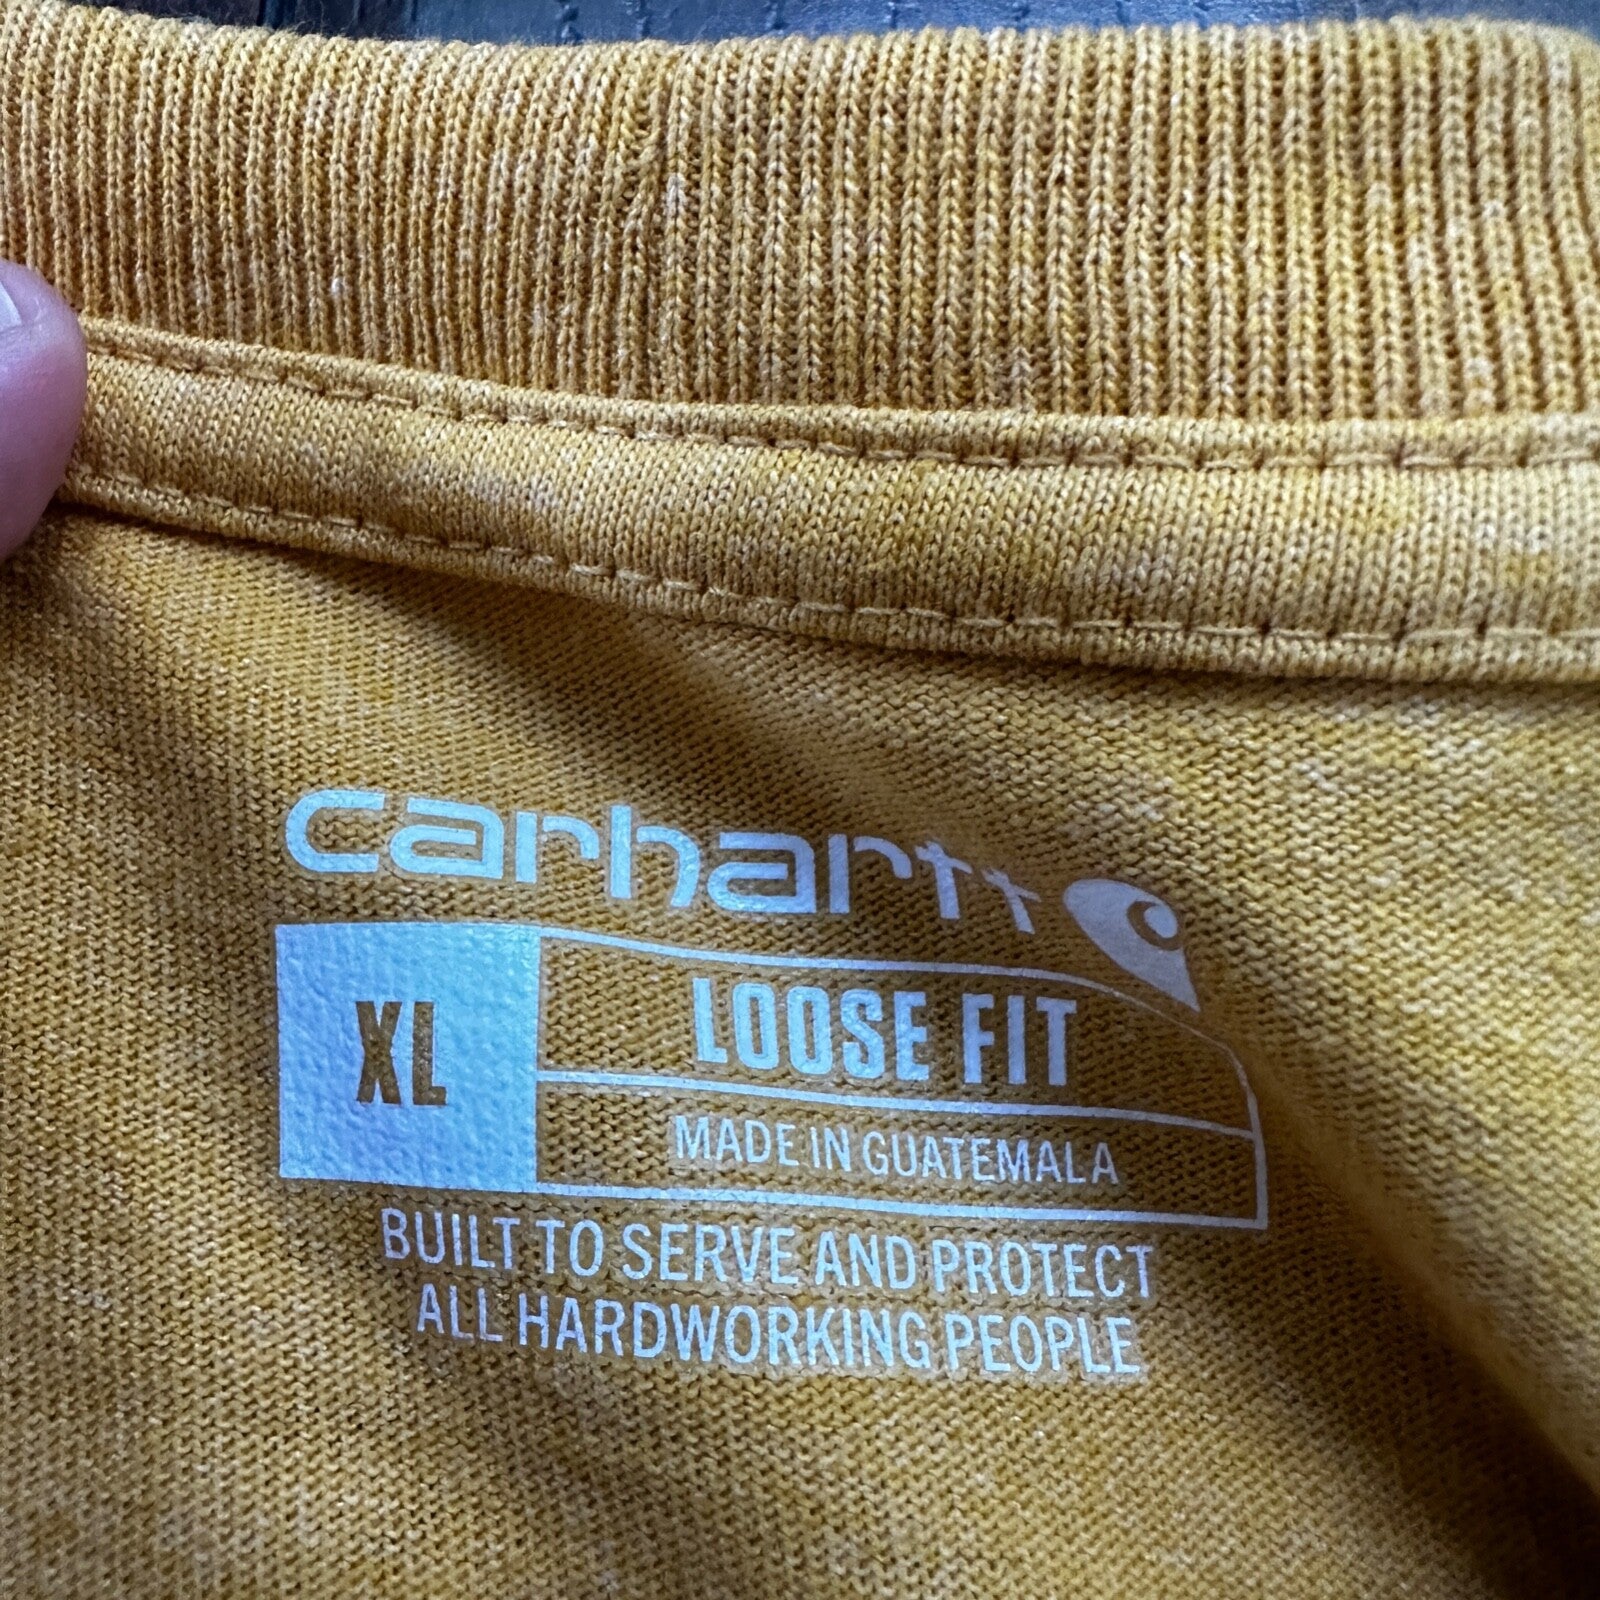 carhartt
XL
LOOSE FIT
MADE IN GUATEMALA
BUILT TO SERVE AND PROTECT
ALL HARDWORKING PEOPLE